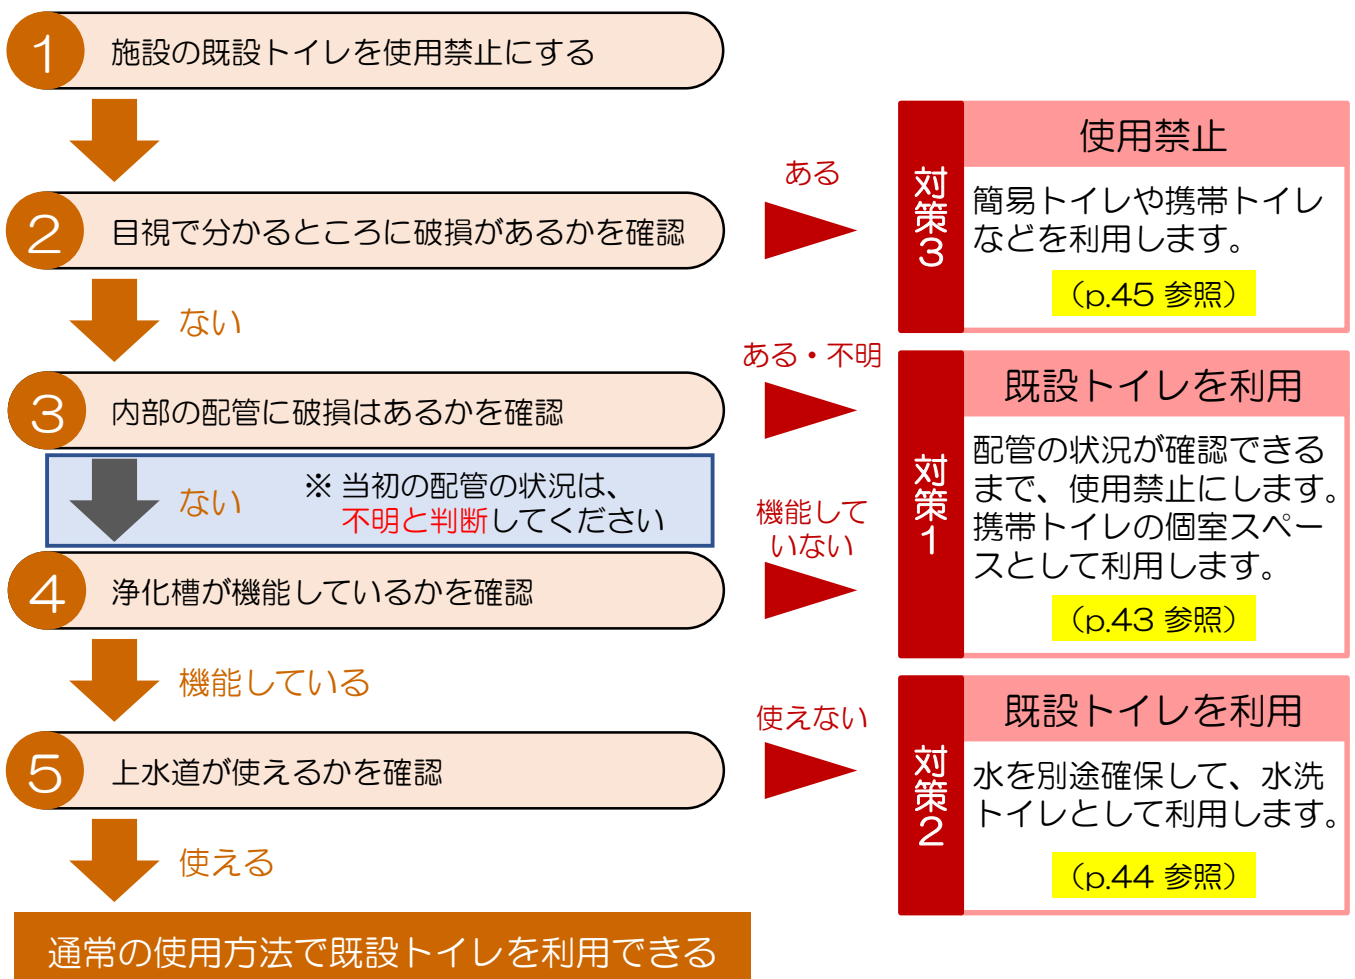 1 施設の既設トイレを使用禁止にする
2 目視で分かるところに破損があるかを確認
ある
対策3
使用禁止
簡易トイレや携帯トイレ
などを利用します。
（p.45 参照）
ない
3 内部の配管に破損はあるかを確認
ある・不明
ない
※ 当初の配管の状況は、
不明と判断してください
4 浄化槽が機能しているかを確認
機能して
いない
対策1
既設トイレを利用
配管の状況が確認できる
まで、使用禁止にします。
携帯トイレの個室スペー
スとして利用します。
（p.43 参照）
機能している
5 上水道が使えるかを確認
使えない
対策2
既設トイレを利用
水を別途確保して、水洗
トイレとして利用します。
（p.44 参照）
使える
通常の使用方法で既設トイレを利用できる